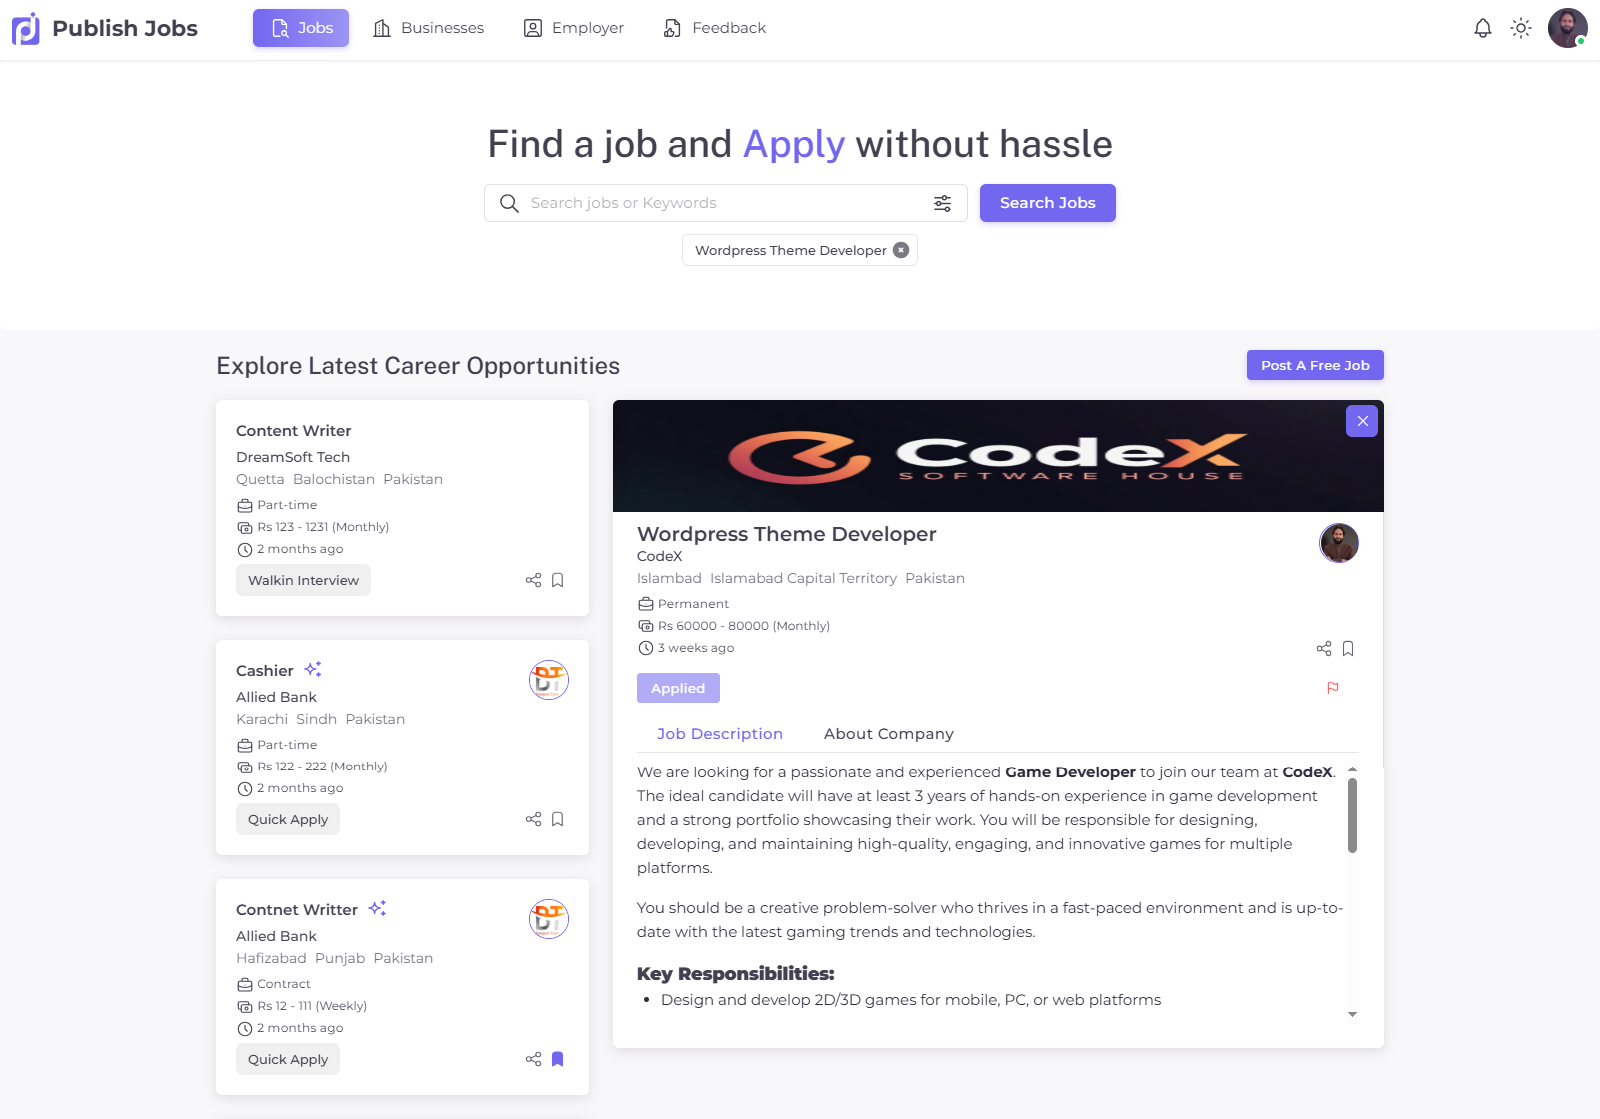 Publish Jobs
Jobs
Businesses
Employer
Feedback
Find a job and Apply without hassle
Search jobs or Keywords
Search Jobs
Wordpress Theme Developer
Explore Latest Career Opportunities
Post A Free Job
Content Writer
DreamSoft Tech
Quetta Balochistan Pakistan
Part-time
Rs 123 - 1231 (Monthly)
2 months ago
Walkin Interview
Cashier
Allied Bank
Karachi Sindh Pakistan
Part-time
Rs 122 - 222 (Monthly)
2 months ago
Quick Apply
Contnet Writter
Allied Bank
Hafizabad Punjab Pakistan
Contract
Rs 12 - 111 (Weekly)
2 months ago
Quick Apply
CodeX
SOFTWARE HOUSE
Wordpress Theme Developer
CodeX
Islambad Islamabad Capital Territory Pakistan
Permanent
Rs 60000 - 80000 (Monthly)
3 weeks ago
Applied
Job Description
About Company
We are looking for a passionate and experienced Game Developer to join our team at CodeX.
The ideal candidate will have at least 3 years of hands-on experience in game development
and a strong portfolio showcasing their work. You will be responsible for designing,
developing, and maintaining high-quality, engaging, and innovative games for multiple
platforms.
You should be a creative problem-solver who thrives in a fast-paced environment and is up-to-
date with the latest gaming trends and technologies.
Key Responsibilities:
Design and develop 2D/3D games for mobile, PC, or web platforms